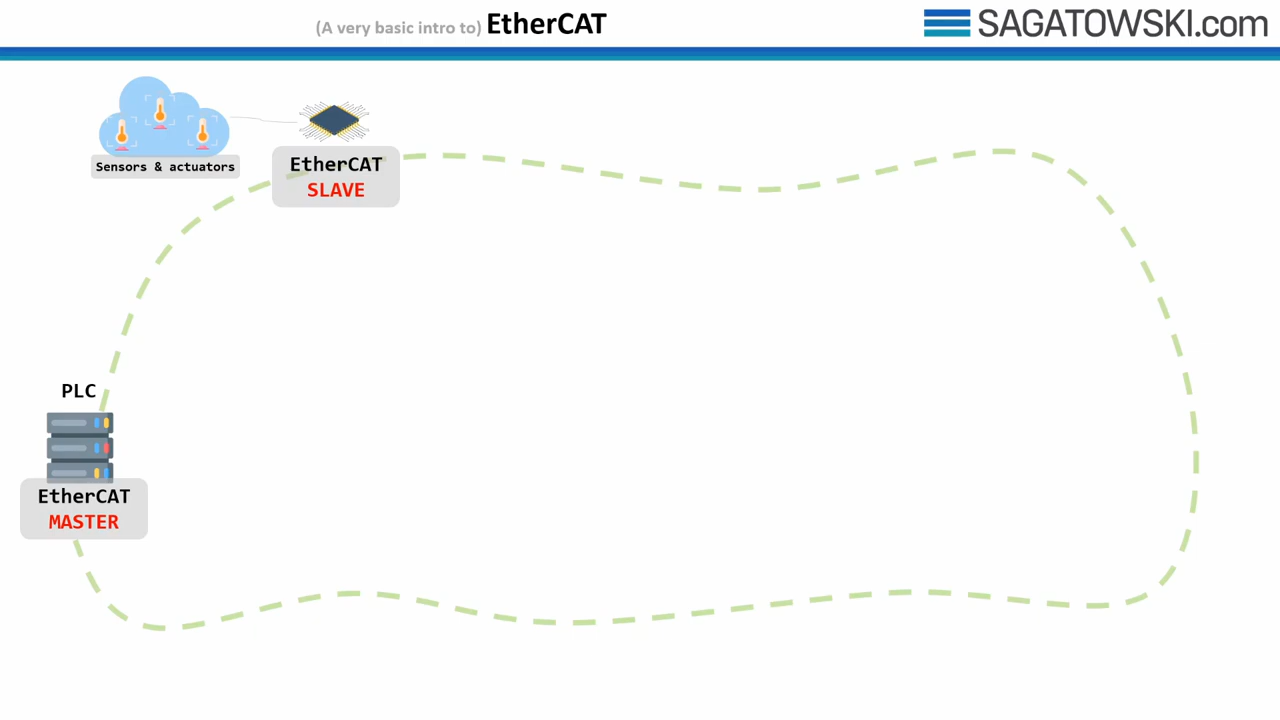 (A very basic intro to) EtherCAT
SAGATOWSKI.com
Sensors & actuators
EtherCAT
SLAVE
PLC
EtherCAT
MASTER